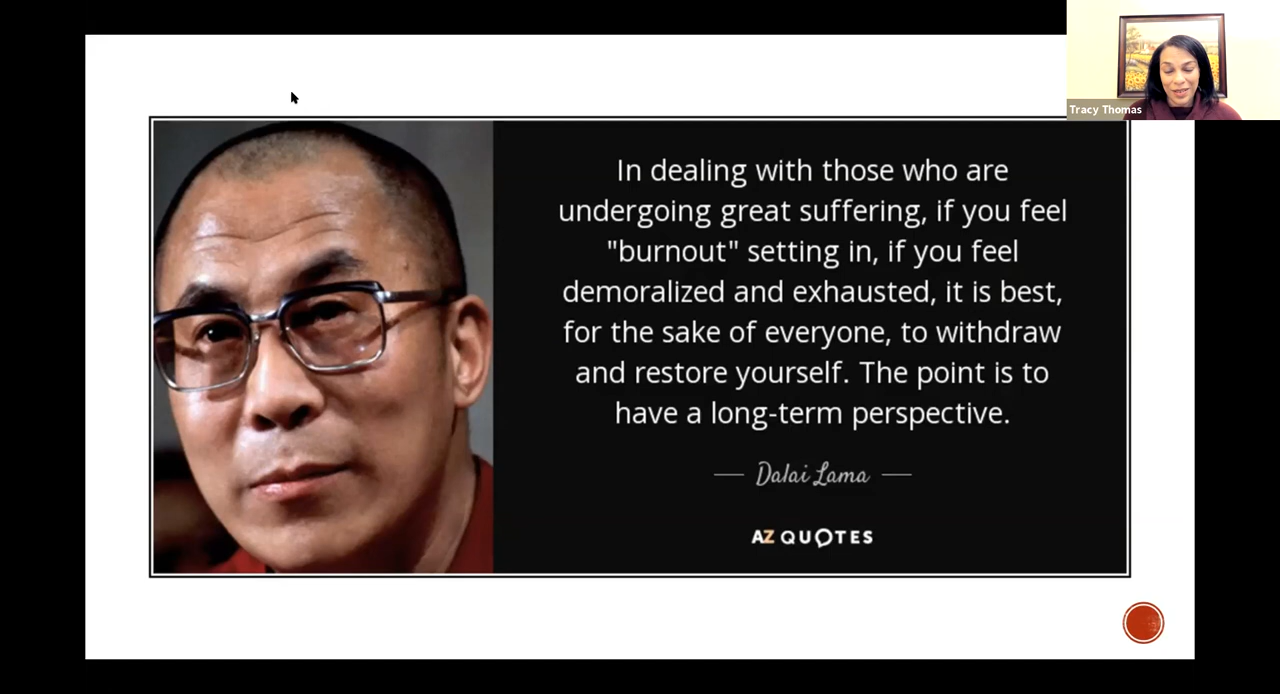 Tracy Thomas
In dealing with those who are
undergoing great suffering, if you feel
"burnout" setting in, if you feel
demoralized and exhausted, it is best,
for the sake of everyone, to withdraw
and restore yourself. The point is to
have a long-term perspective.
Dalai Lama
AZ QUOTES